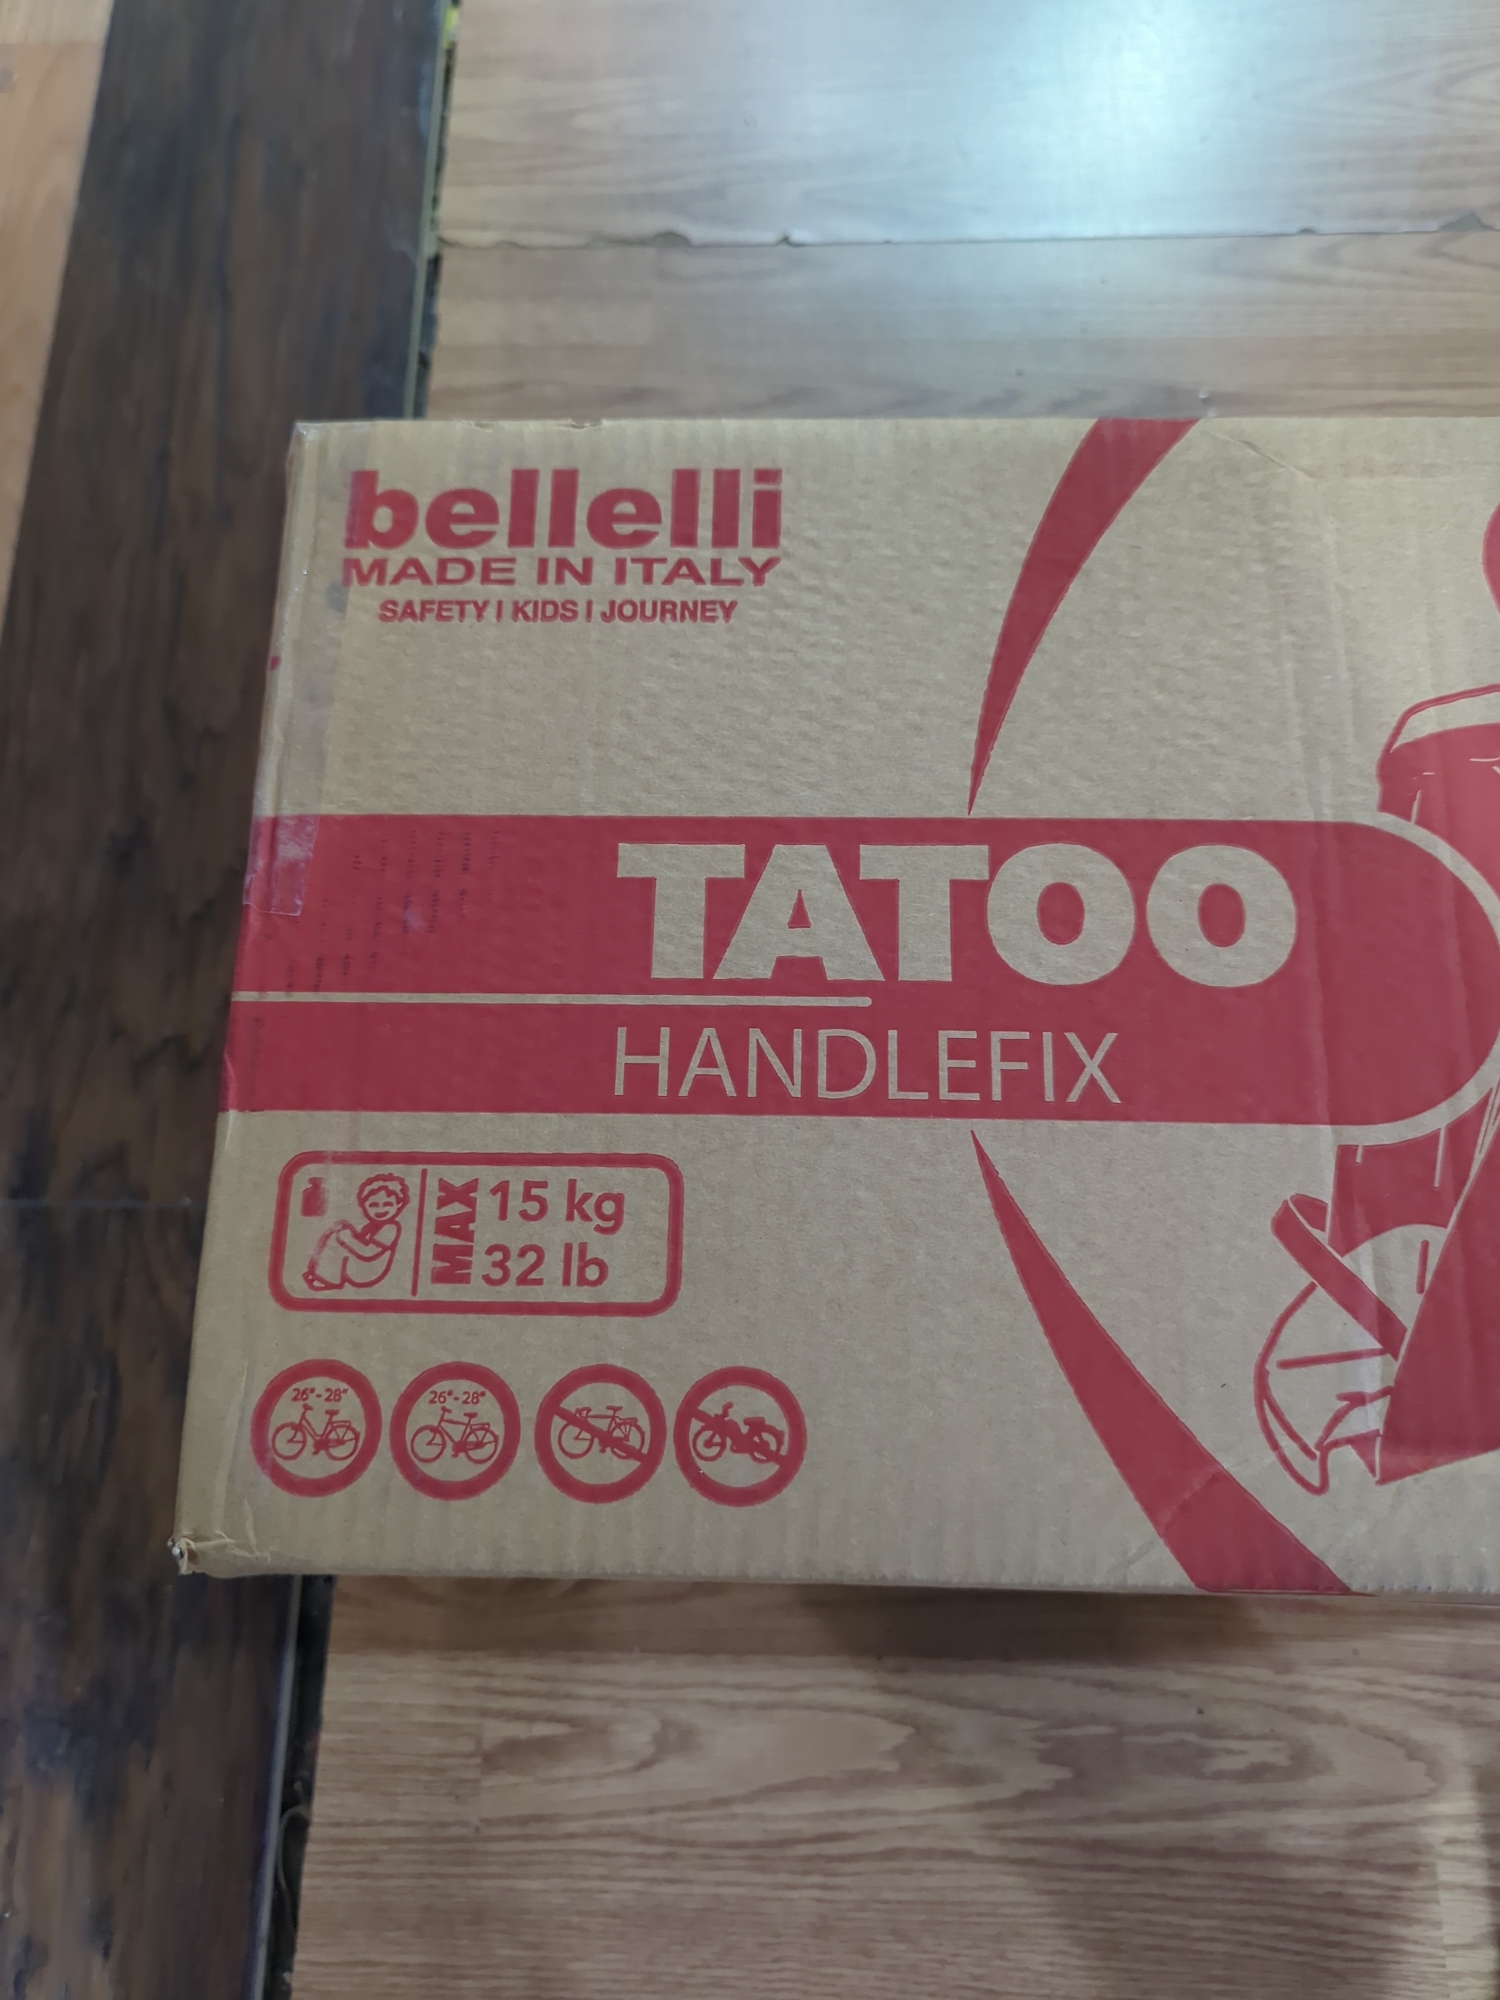 bellelli
MADE IN ITALY
SAFETY | KIDS | JOURNEY
TATOO
HANDLEFIX
MAX
15 kg
32 lb
26"-28"
26"-28"